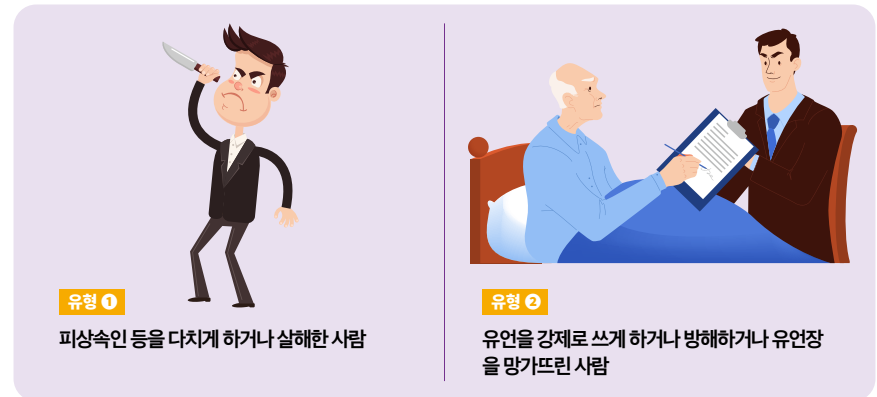 유형 1
피상속인 등을 다치게 하거나 살해한 사람
유형 2
유언을 강제로 쓰게 하거나 방해하거나 유언장
을 망가뜨린 사람